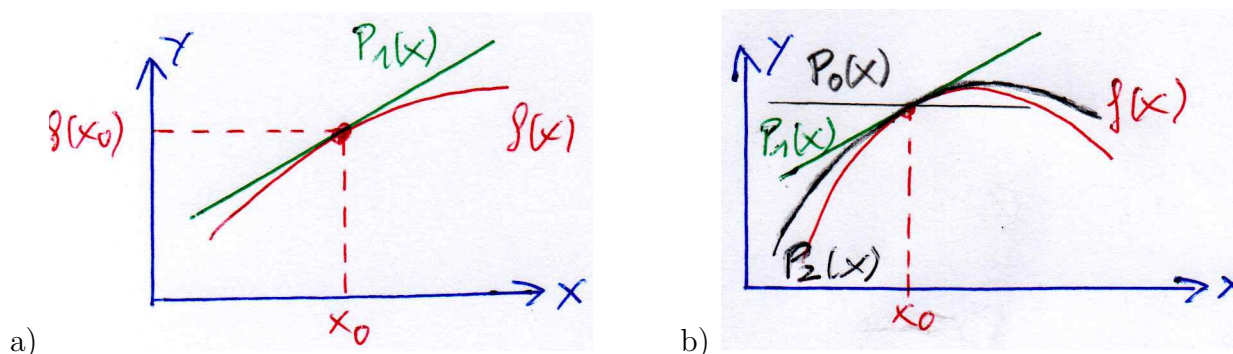 Y
P₁(x)
f(x₀)
f(x)
X
x₀
a)
Y
P₀(x)
f(x)
P₁(x)
P₂(x)
X
x₀
b)